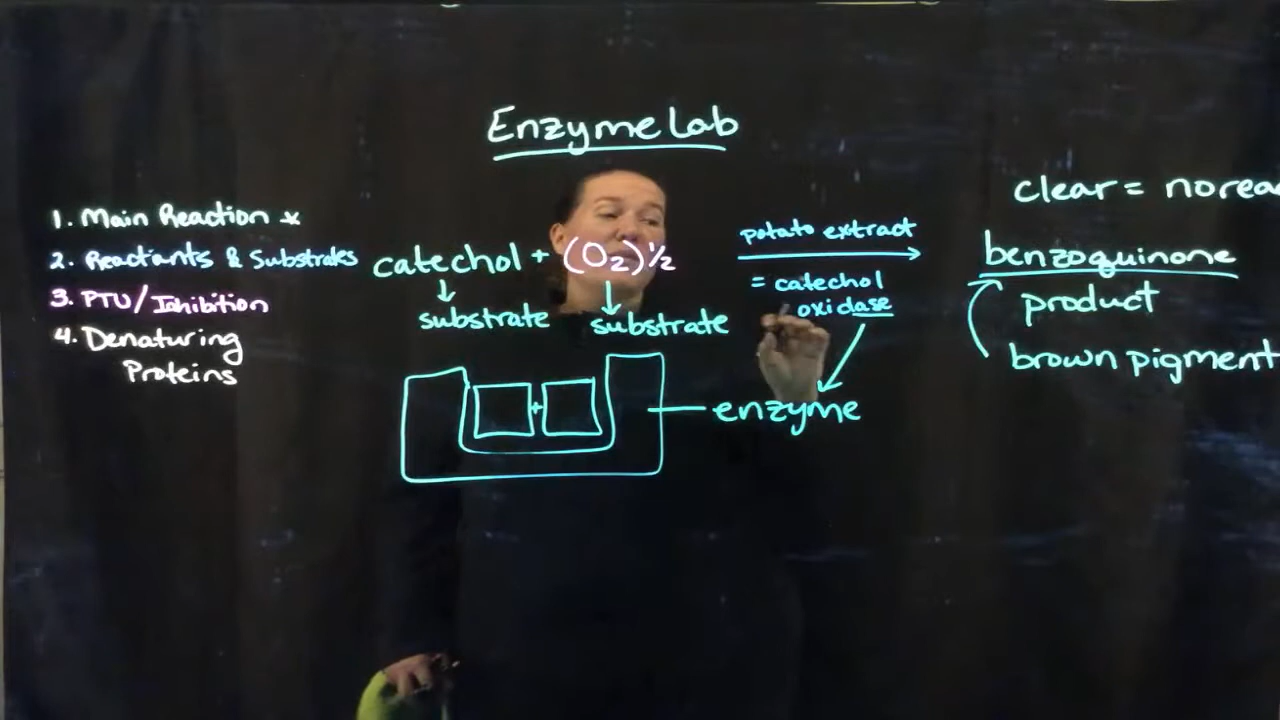 Enzyme Lab
1. Main Reaction *
2. Reactants & Substrates
3. PTU/Inhibition
4. Denaturing
Proteins
catechol + (O₂)½
substrate
substrate
+
potato extract
= catechol
oxidase
enzyme
clear =
benzoquinone
product
brown pigment